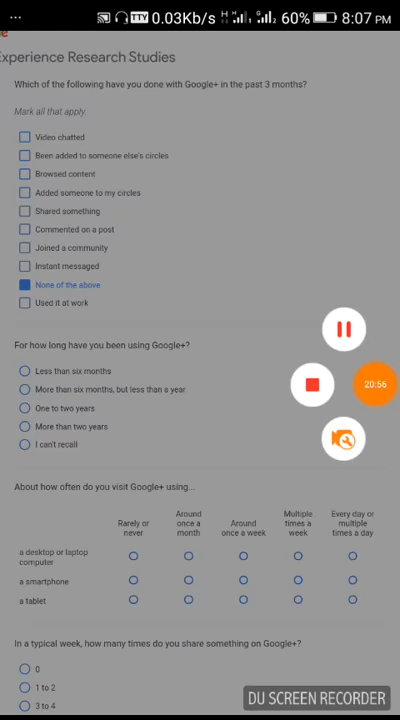 ... TTV 0.03Kb/s H H G 60% 8:07 PM
e
Experience Research Studies
Which of the following have you done with Google+ in the past 3 months?
Mark all that apply.
Video chatted
Been added to someone else's circles
Browsed content
Added someone to my circles
Shared something
Commented on a post
Joined a community
Instant messaged
None of the above
Used it at work
For how long have you been using Google+?
Less than six months
More than six months, but less than a year
One to two years
More than two years
I can't recall
20:56
About how often do you visit Google+ using...
Rarely or never
Around once a month
Around once a week
Multiple times a week
Every day or multiple times a day
a desktop or laptop computer
a smartphone
a tablet
In a typical week, how many times do you share something on Google+?
0
1 to 2
3 to 4
DU SCREEN RECORDER